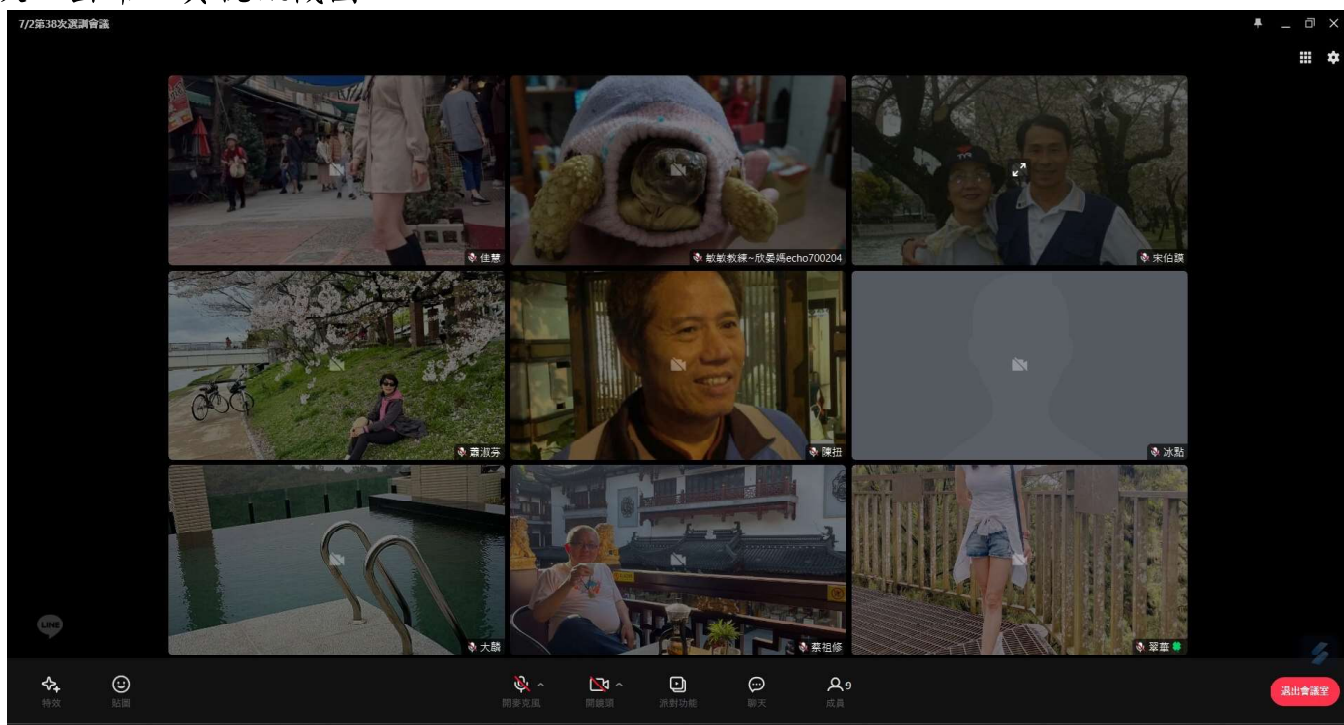 7/2第38次選訓會議
佳慧
敏敏教練~欣晏媽echo700204
宋伯謨
TYR
蕭淑芬
陳扭
冰點
大麟
蔡祖修
翠華
LINE
特效
貼圖
開麥克風
開鏡頭
派對功能
聊天
9
成員
退出會議室